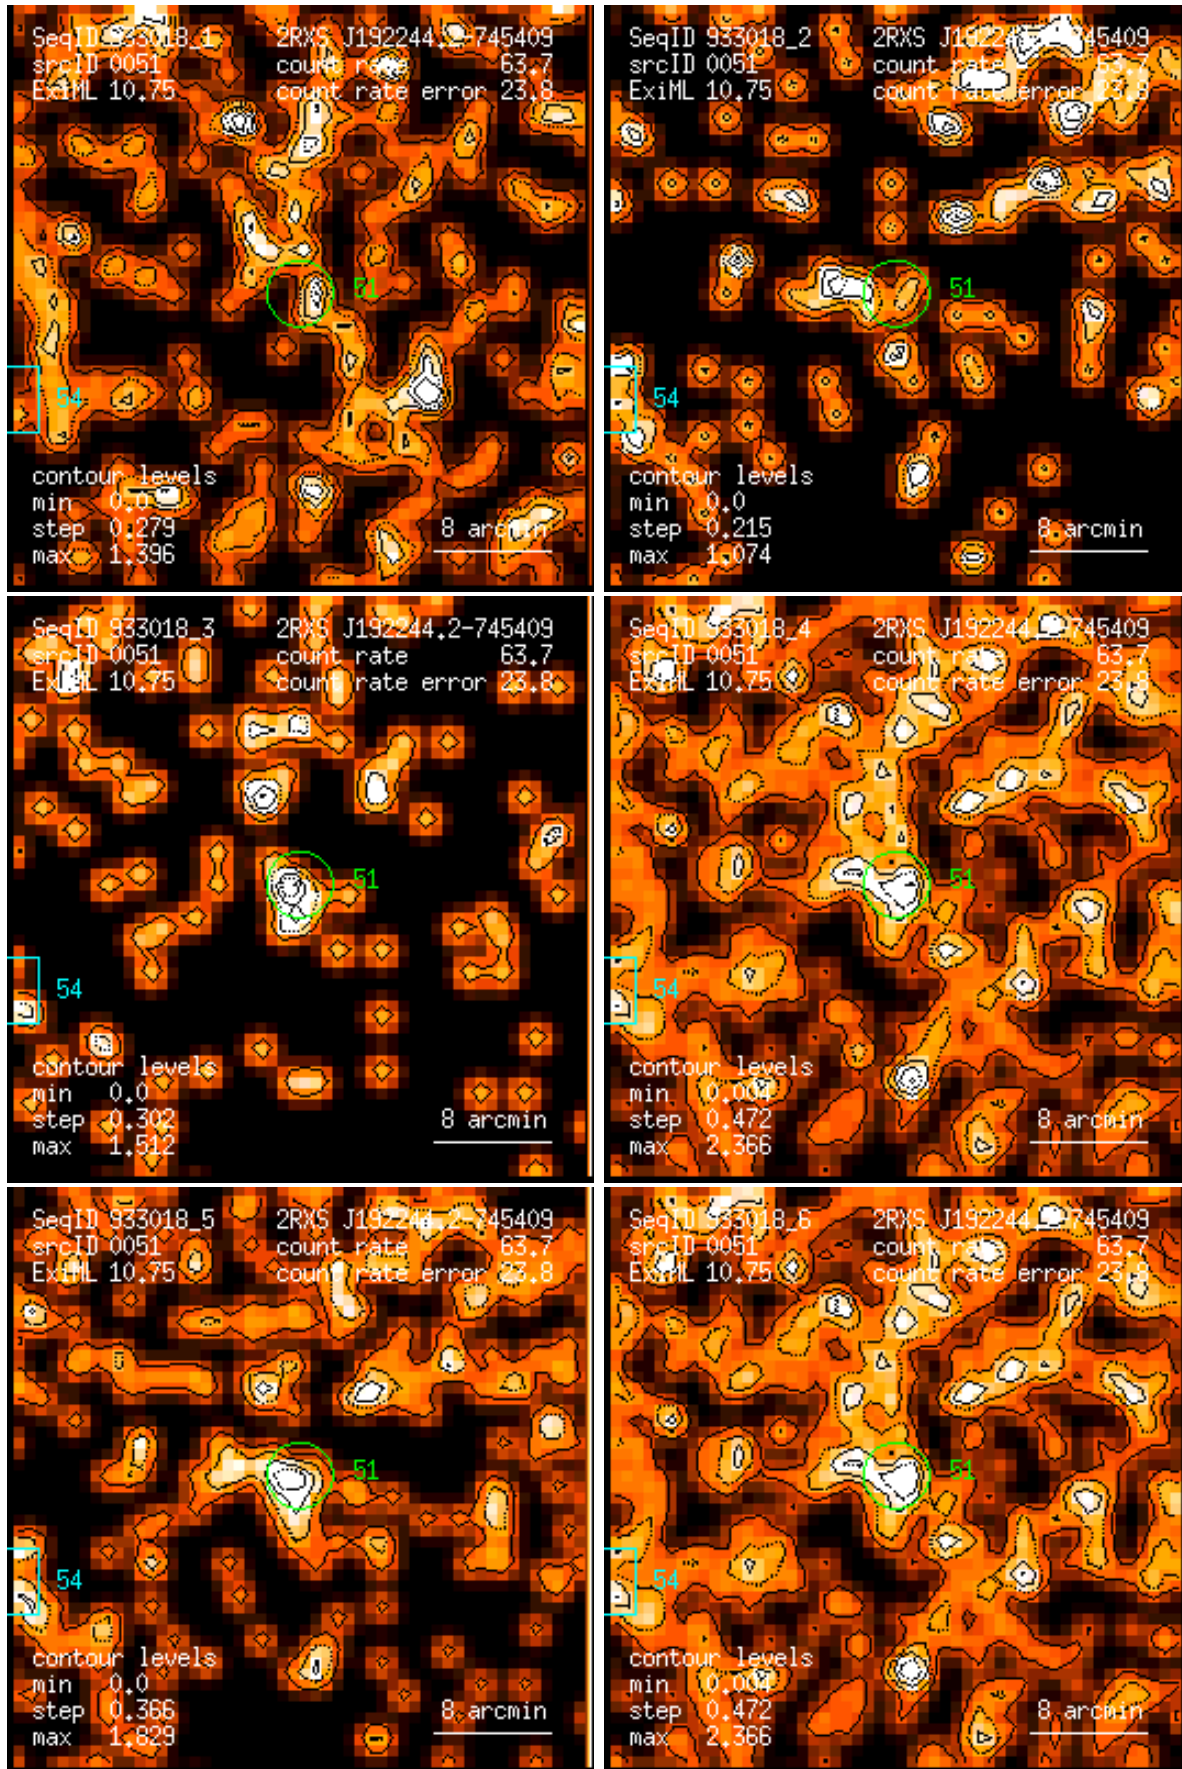 SeqID 933018_1 2RXS J192244.2-745409
srcID 0051 count rate 63.7
ExiML 10.75 count rate error 23.8
51
54
contour levels
min 0.0
step 0.279 8 arcmin
max 1.396
SeqID 933018_2 2RXS J192244.2-745409
srcID 0051 count rate 63.7
ExiML 10.75 count rate error 23.8
51
54
contour levels
min 0.0
step 0.215 8 arcmin
max 1.074
SeqID 933018_3 2RXS J192244.2-745409
srcID 0051 count rate 63.7
ExiML 10.75 count rate error 23.8
51
54
contour levels
min 0.0
step 0.302 8 arcmin
max 1.512
SeqID 933018_4 2RXS J192244.2-745409
srcID 0051 count rate 63.7
ExiML 10.75 count rate error 23.8
51
54
contour levels
min 0.004
step 0.472 8 arcmin
max 2.366
SeqID 933018_5 2RXS J192244.2-745409
srcID 0051 count rate 63.7
ExiML 10.75 count rate error 23.8
51
54
contour levels
min 0.0
step 0.366 8 arcmin
max 1.829
SeqID 933018_6 2RXS J192244.2-745409
srcID 0051 count rate 63.7
ExiML 10.75 count rate error 23.8
51
54
contour levels
min 0.004
step 0.472 8 arcmin
max 2.366